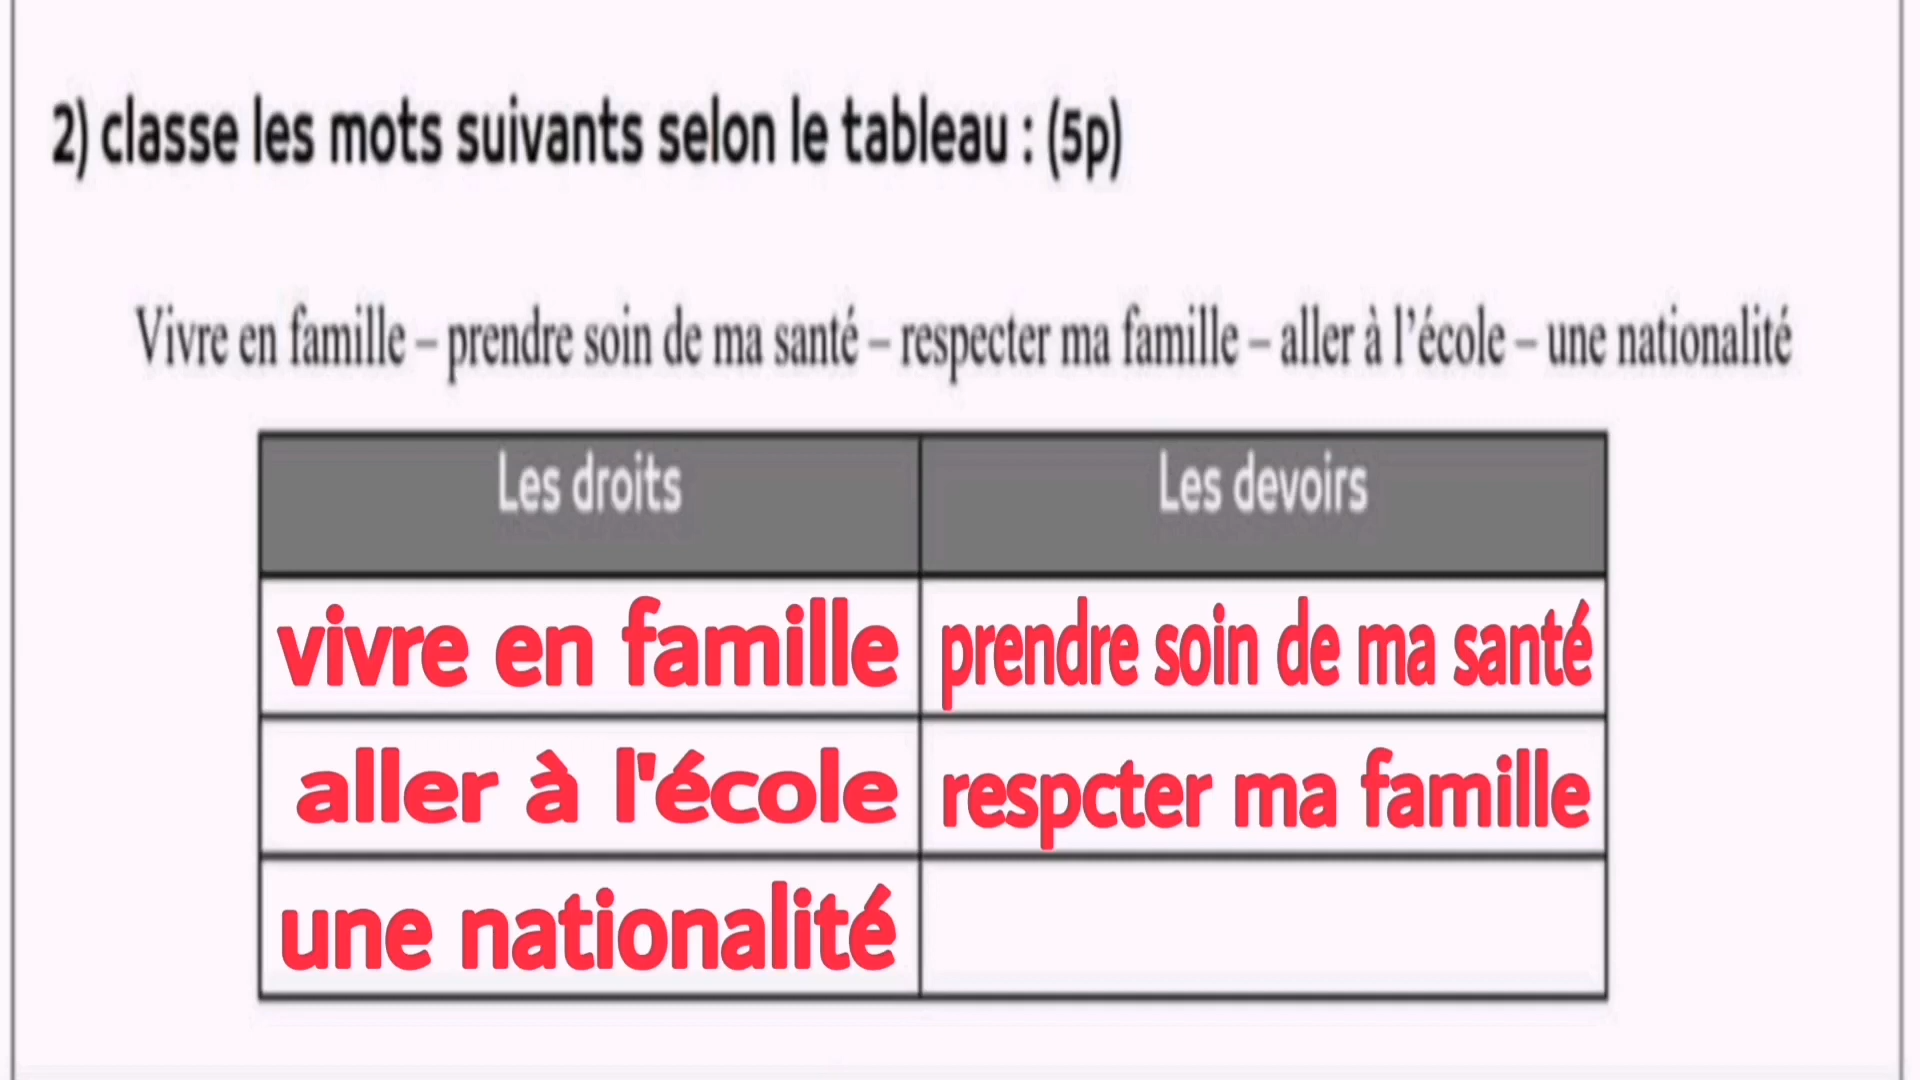 2) classe les mots suivants selon le tableau : (5p)
Vivre en famille – prendre soin de ma santé – respecter ma famille – aller à l’école – une nationalité
Les droits Les devoirs
vivre en famille prendre soin de ma santé
aller à l'école respcter ma famille
une nationalité